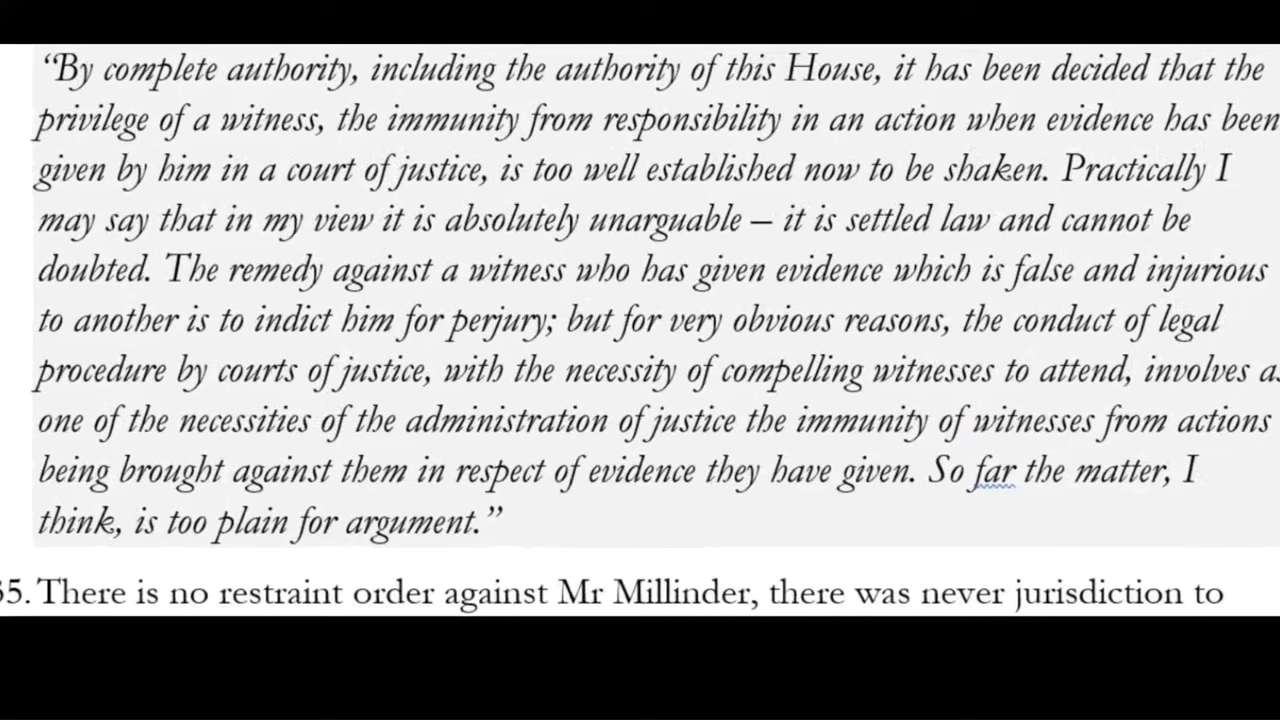 “By complete authority, including the authority of this House, it has been decided that the
privilege of a witness, the immunity from responsibility in an action when evidence has been
given by him in a court of justice, is too well established now to be shaken. Practically I
may say that in my view it is absolutely unarguable – it is settled law and cannot be
doubted. The remedy against a witness who has given evidence which is false and injurious
to another is to indict him for perjury; but for very obvious reasons, the conduct of legal
procedure by courts of justice, with the necessity of compelling witnesses to attend, involves as
one of the necessities of the administration of justice the immunity of witnesses from actions
being brought against them in respect of evidence they have given. So far the matter, I
think, is too plain for argument.”
35. There is no restraint order against Mr Millinder, there was never jurisdiction to